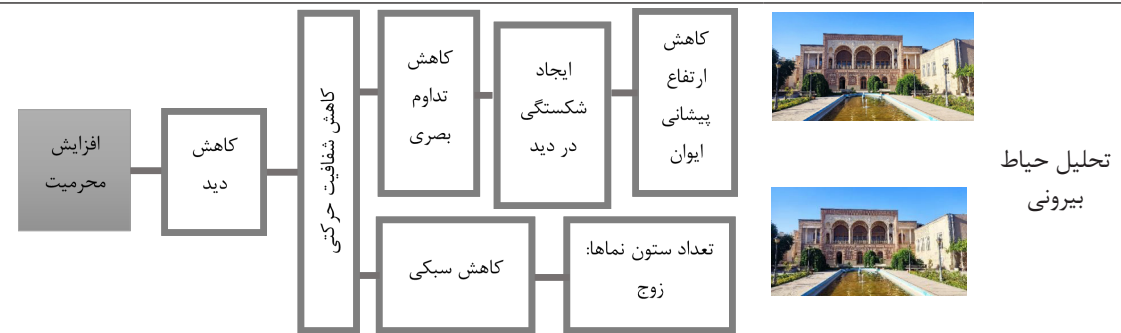 تحلیل حیاط
بیرونی
کاهش
ارتفاع
پیشانی
ایوان
ایجاد
شکستگی
در دید
کاهش
تداوم
بصری
تعداد ستون نماها:
زوج
کاهش سبکی
کاهش شفافیت حرکتی
کاهش
دید
افزایش
محرمیت